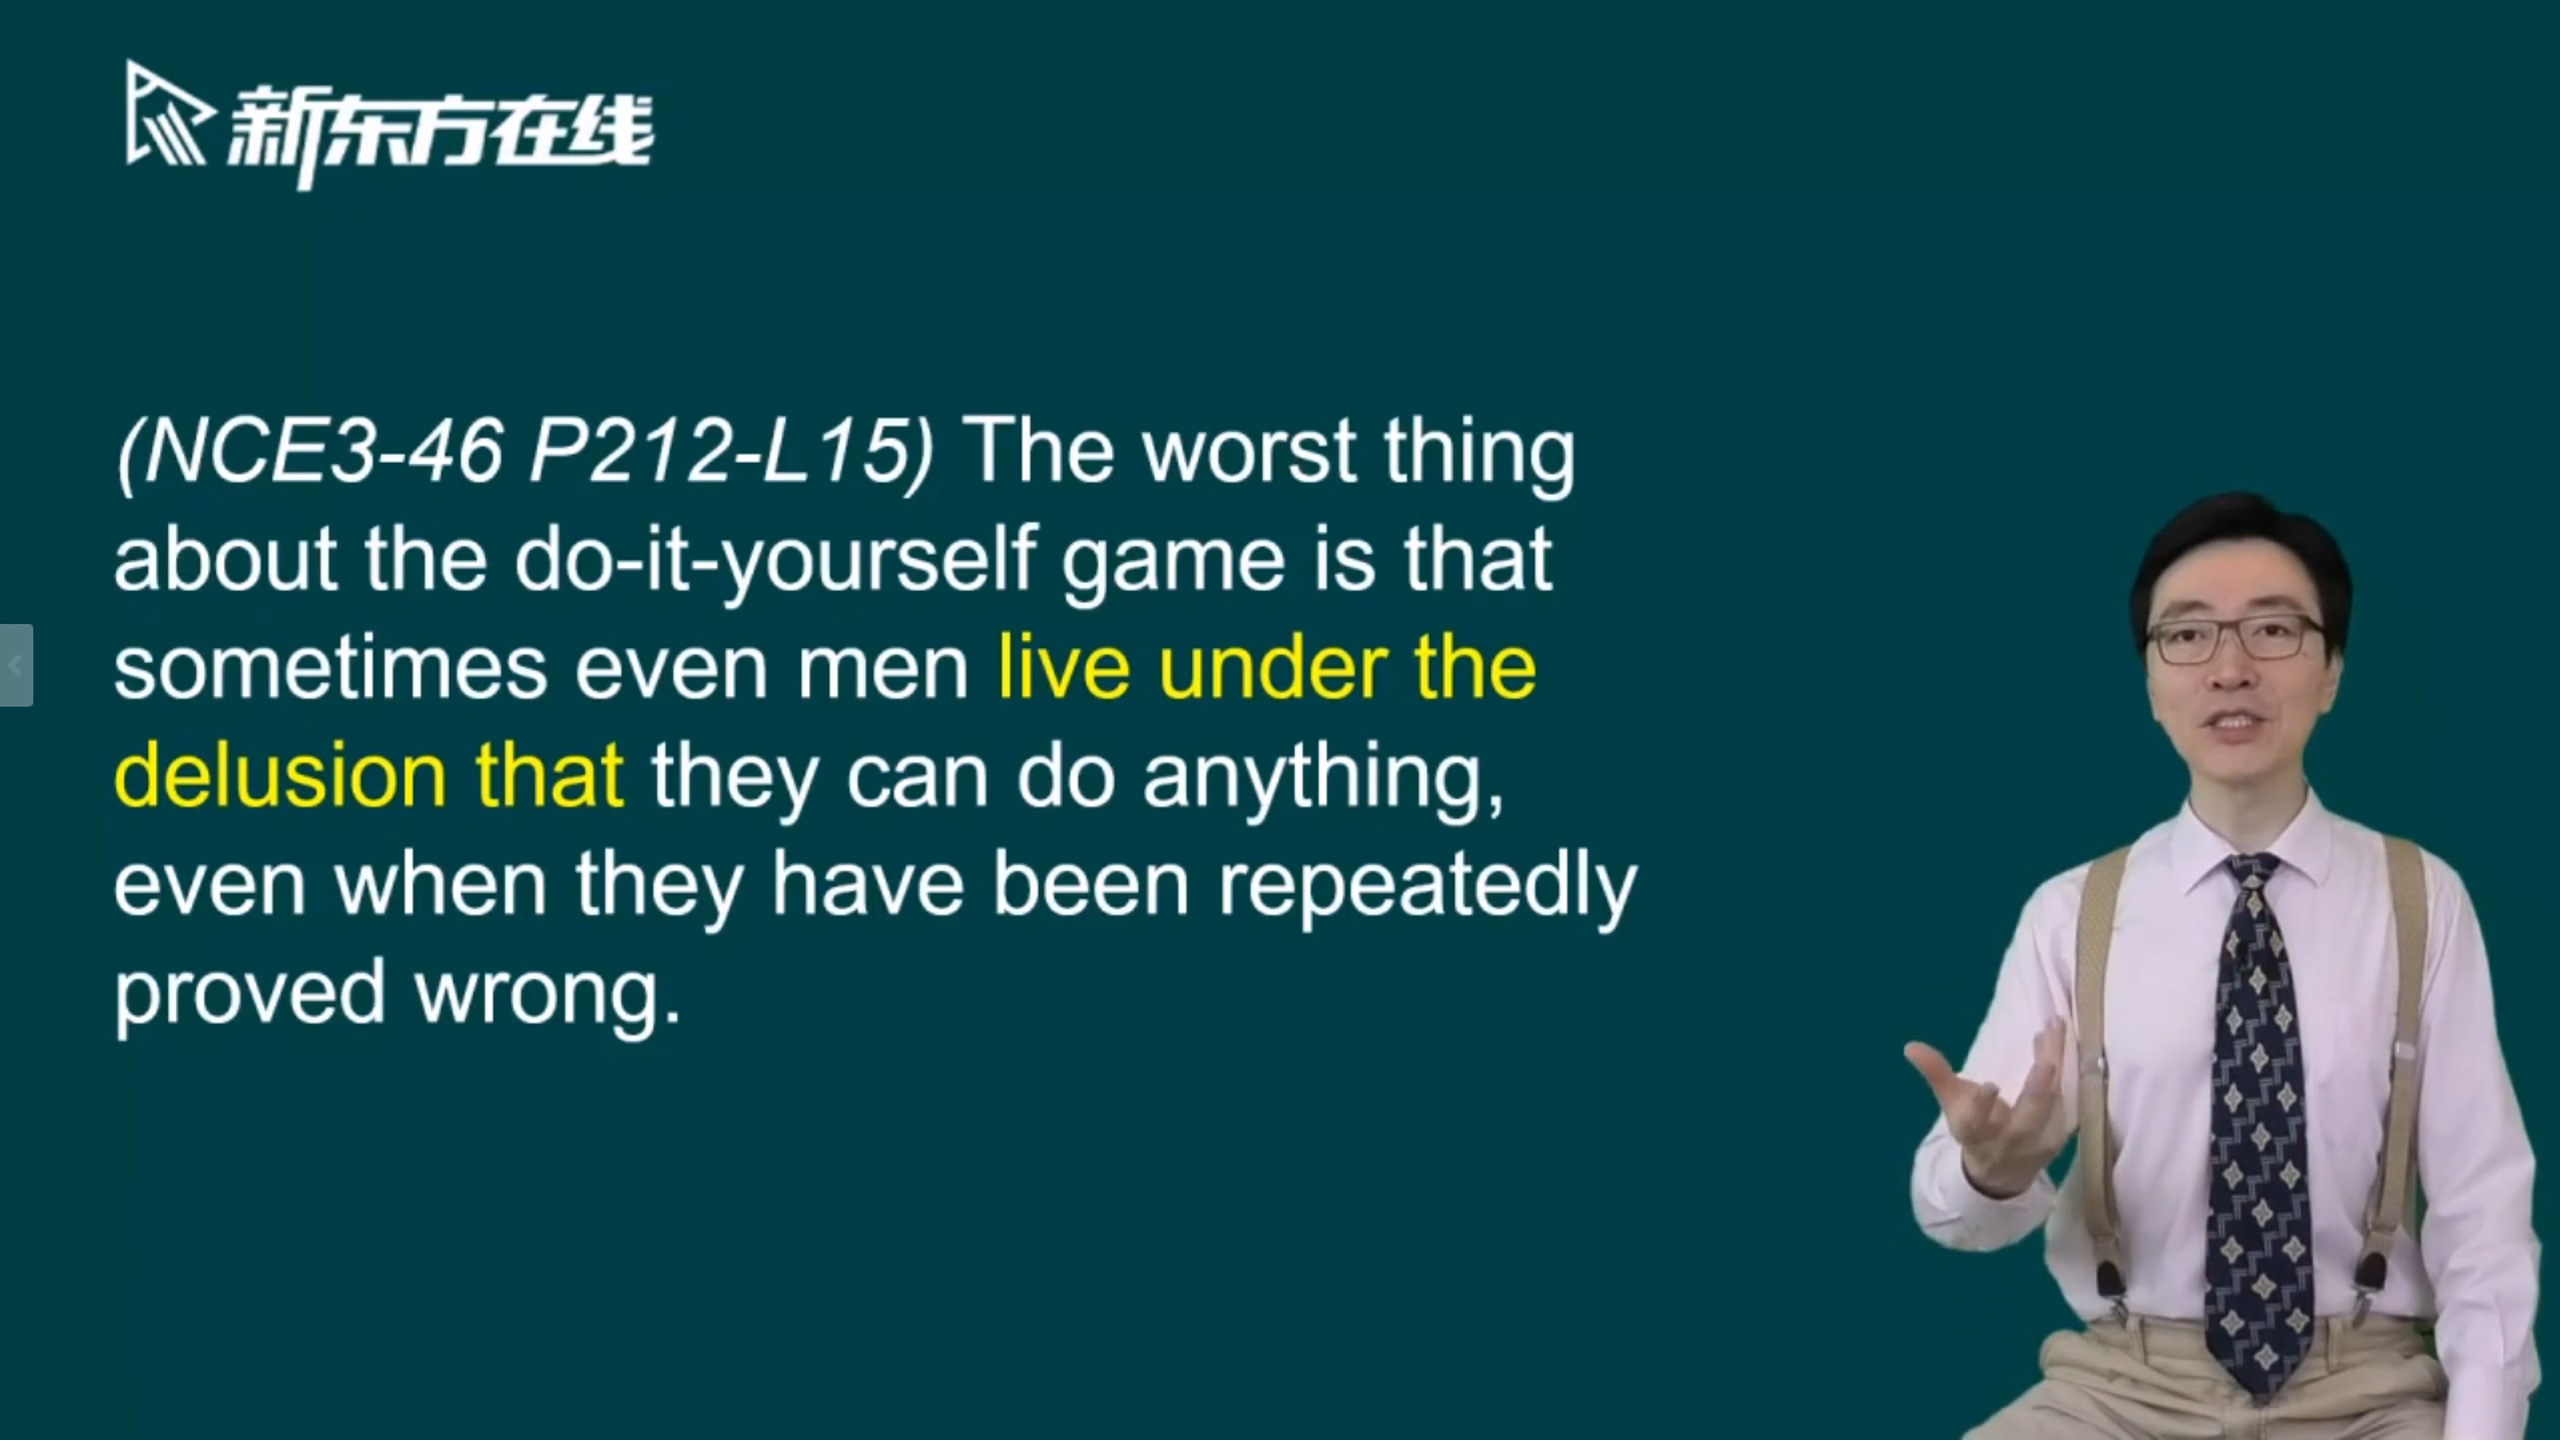 新东方在线
(NCE3-46 P212-L15) The worst thing
about the do-it-yourself game is that
sometimes even men live under the
delusion that they can do anything,
even when they have been repeatedly
proved wrong.